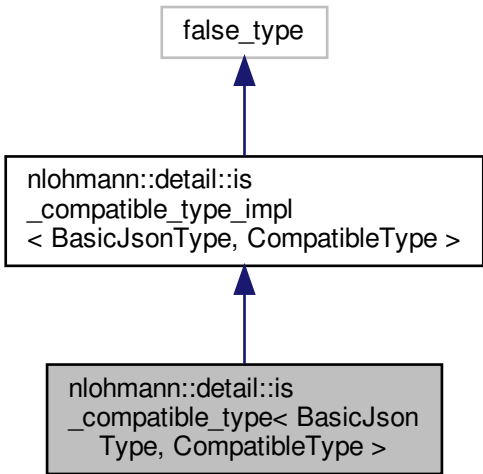 false_type
nlohmann::detail::is
_compatible_type_impl
< BasicJsonType, CompatibleType >
nlohmann::detail::is
_compatible_type< BasicJson
Type, CompatibleType >